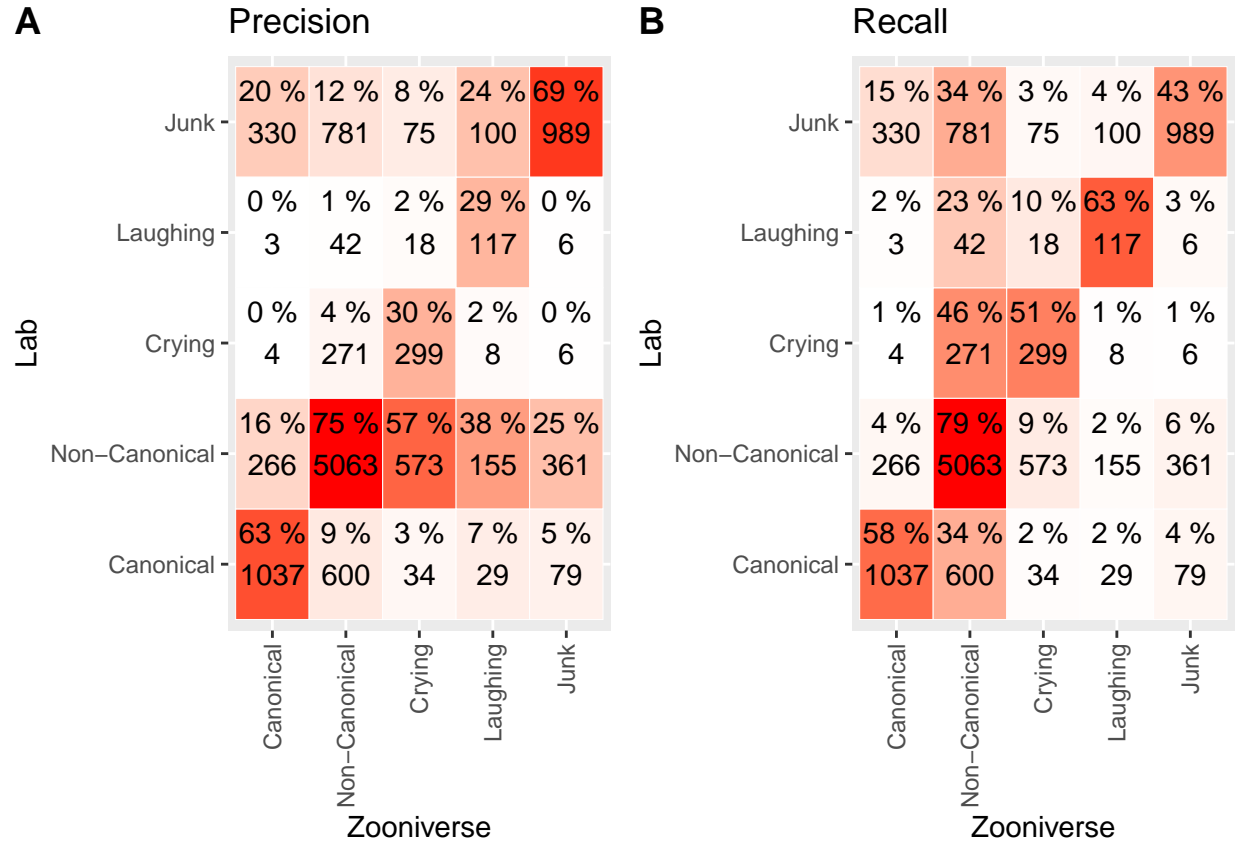 A Precision
Lab
Junk
20 % 12 % 8 % 24 % 69 %
330 781 75 100 989
Laughing
0 % 1 % 2 % 29 % 0 %
3 42 18 117 6
Crying
0 % 4 % 30 % 2 % 0 %
4 271 299 8 6
Non−Canonical
16 % 75 % 57 % 38 % 25 %
266 5063 573 155 361
Canonical
63 % 9 % 3 % 7 % 5 %
1037 600 34 29 79
Canonical
Non−Canonical
Crying
Laughing
Junk
Zooniverse
B Recall
Lab
Junk
15 % 34 % 3 % 4 % 43 %
330 781 75 100 989
Laughing
2 % 23 % 10 % 63 % 3 %
3 42 18 117 6
Crying
1 % 46 % 51 % 1 % 1 %
4 271 299 8 6
Non−Canonical
4 % 79 % 9 % 2 % 6 %
266 5063 573 155 361
Canonical
58 % 34 % 2 % 2 % 4 %
1037 600 34 29 79
Canonical
Non−Canonical
Crying
Laughing
Junk
Zooniverse